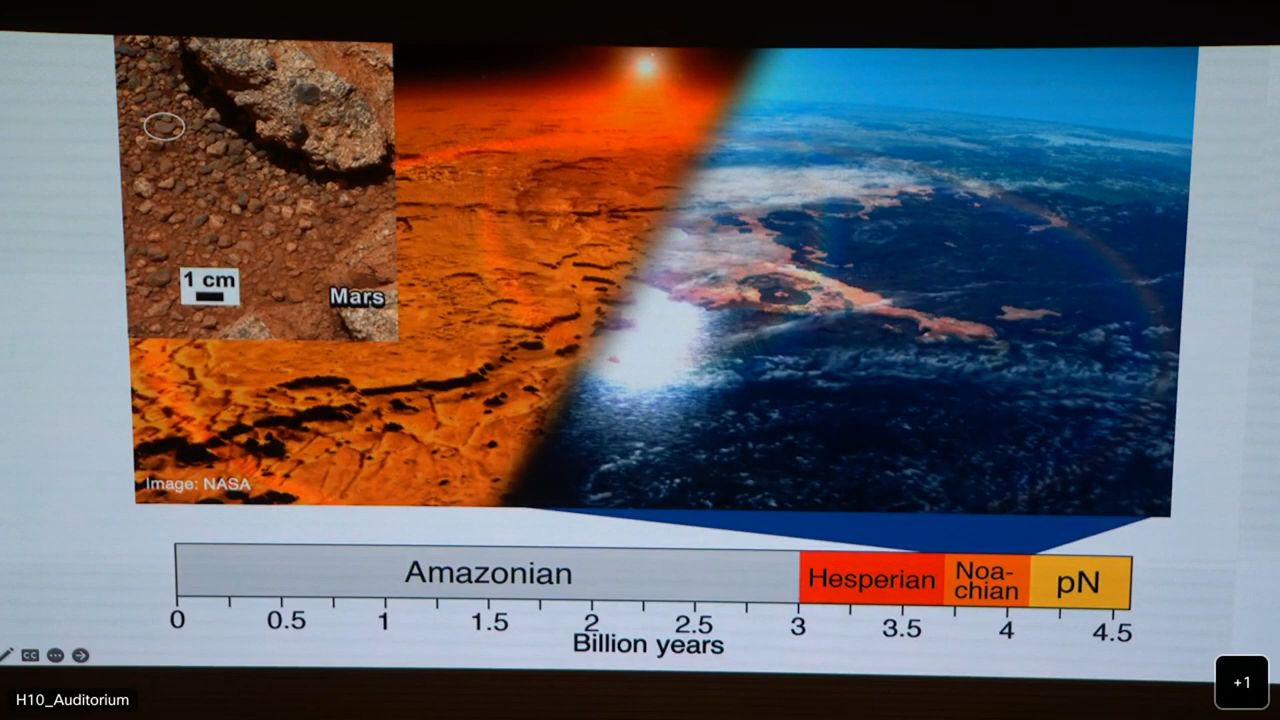 1 cm
Mars
Image: NASA
Amazonian
Hesperian
Noa-
chian
pN
0
0.5
1
1.5
2
2.5
3
3.5
4
4.5
Billion years
CC
H10_Auditorium
+1